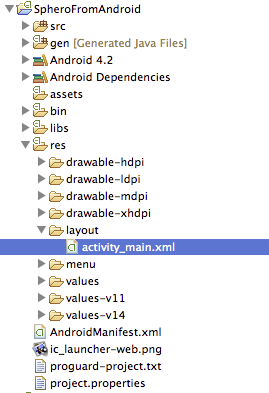 SpheroFromAndroid
src
gen [Generated Java Files]
Android 4.2
Android Dependencies
assets
bin
libs
res
drawable-hdpi
drawable-ldpi
drawable-mdpi
drawable-xhdpi
layout
activity_main.xml
menu
values
values-v11
values-v14
AndroidManifest.xml
ic_launcher-web.png
proguard-project.txt
project.properties